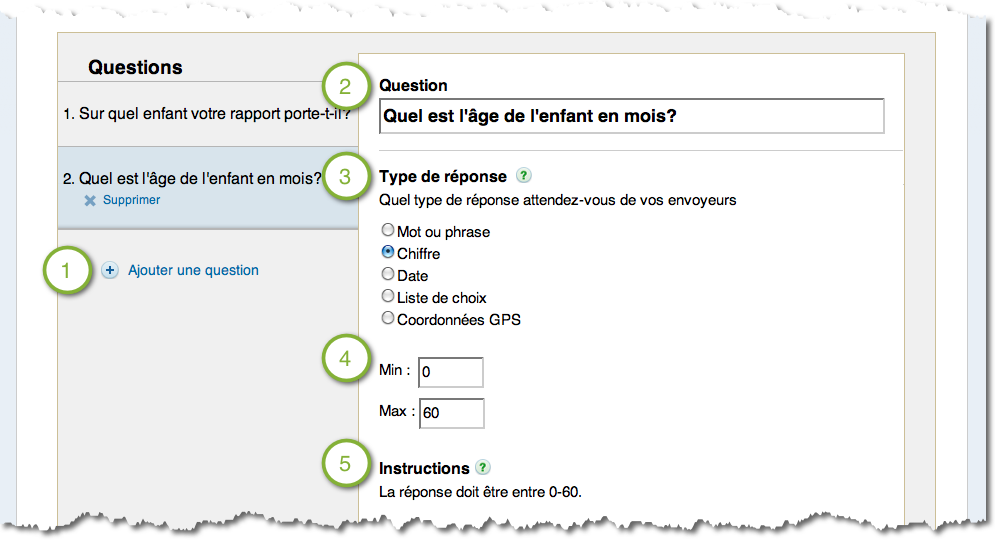 Questions
1. Sur quel enfant votre rapport porte-t-il?
2. Quel est l'âge de l'enfant en mois?
Supprimer
1
Ajouter une question
2
Question
Quel est l'âge de l'enfant en mois?
3
Type de réponse ?
Quel type de réponse attendez-vous de vos envoyeurs
Mot ou phrase
Chiffre
Date
Liste de choix
Coordonnées GPS
4
Min : 0
Max : 60
5
Instructions ?
La réponse doit être entre 0-60.